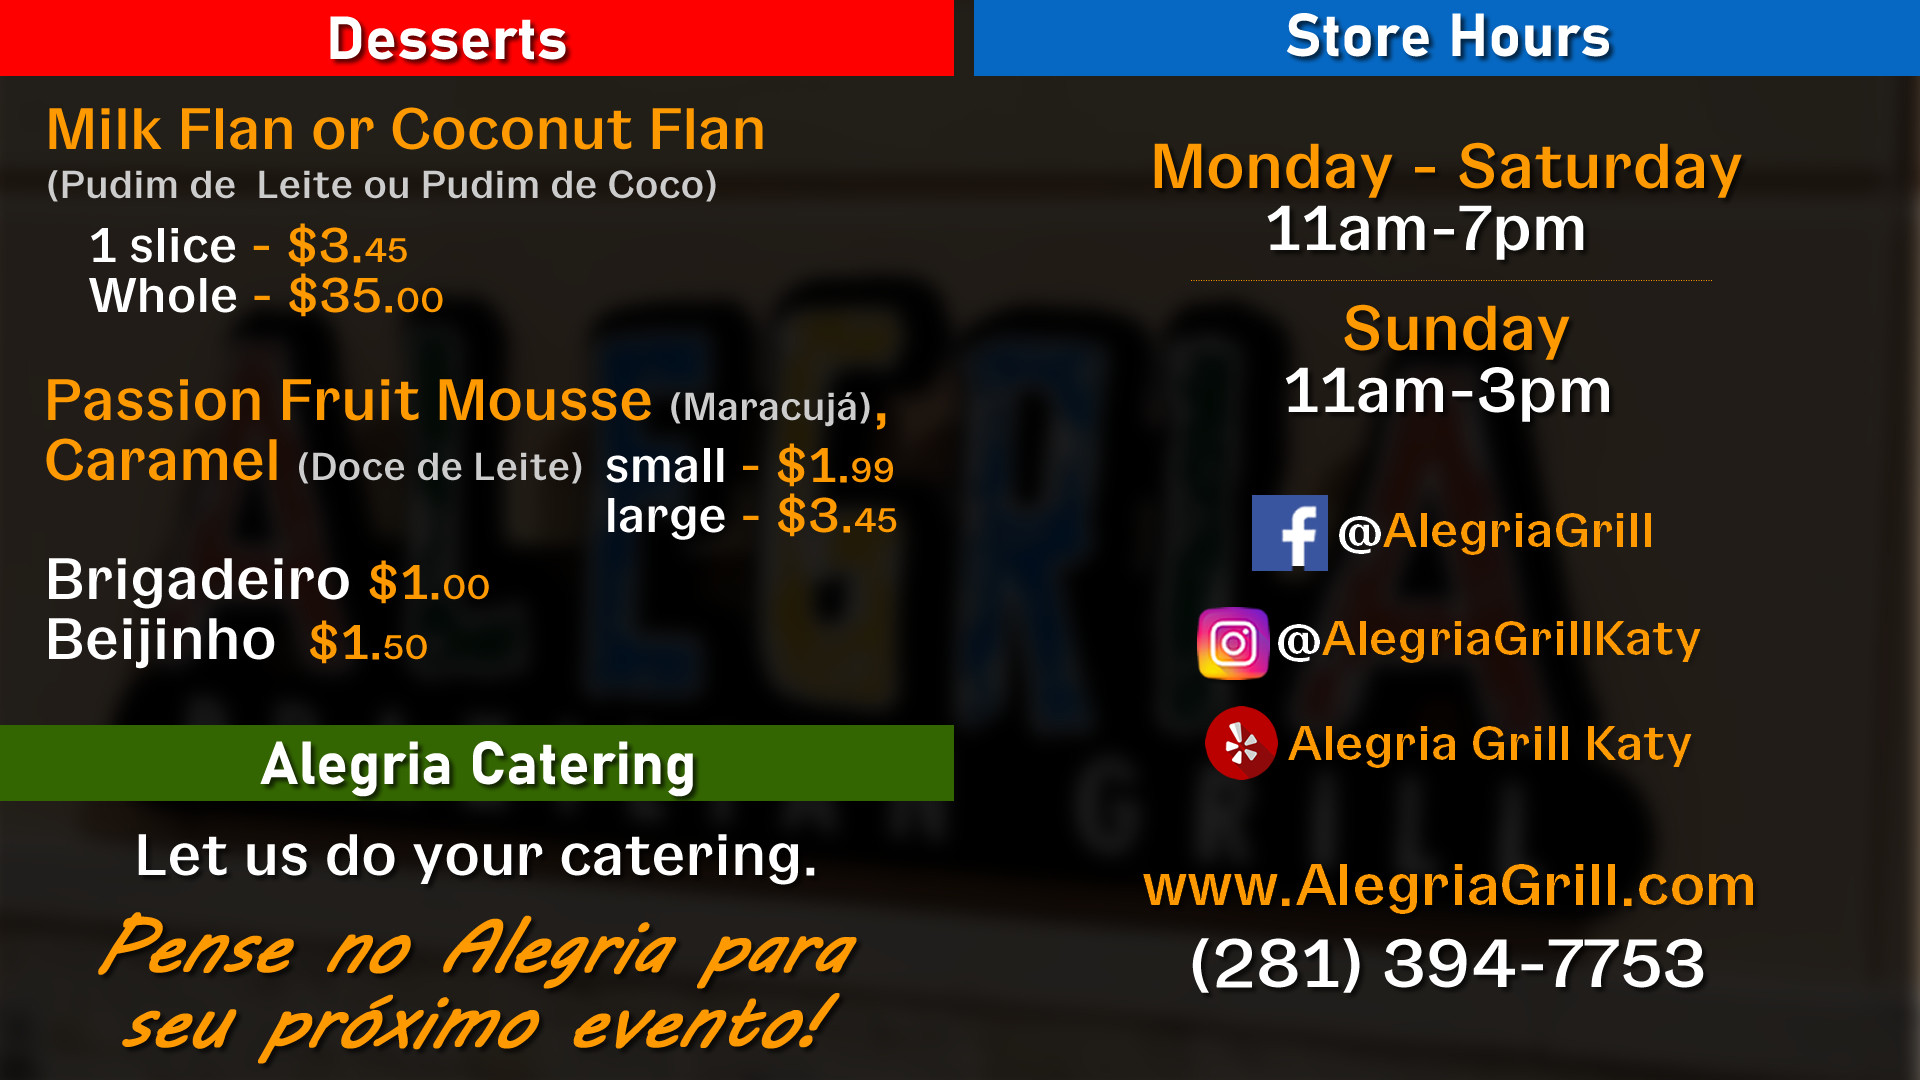 Desserts
Milk Flan or Coconut Flan
(Pudim de Leite ou Pudim de Coco)
1 slice - $3.45
Whole - $35.00
Passion Fruit Mousse (Maracujá),
Caramel (Doce de Leite) small - $1.99
large - $3.45
Brigadeiro $1.00
Beijinho $1.50
Alegria Catering
Let us do your catering.
Pense no Alegria para
seu próximo evento!
Store Hours
Monday - Saturday
11am-7pm
Sunday
11am-3pm
@AlegriaGrill
@AlegriaGrillKaty
Alegria Grill Katy
www.AlegriaGrill.com
(281) 394-7753
ALEGRIA
GRILL